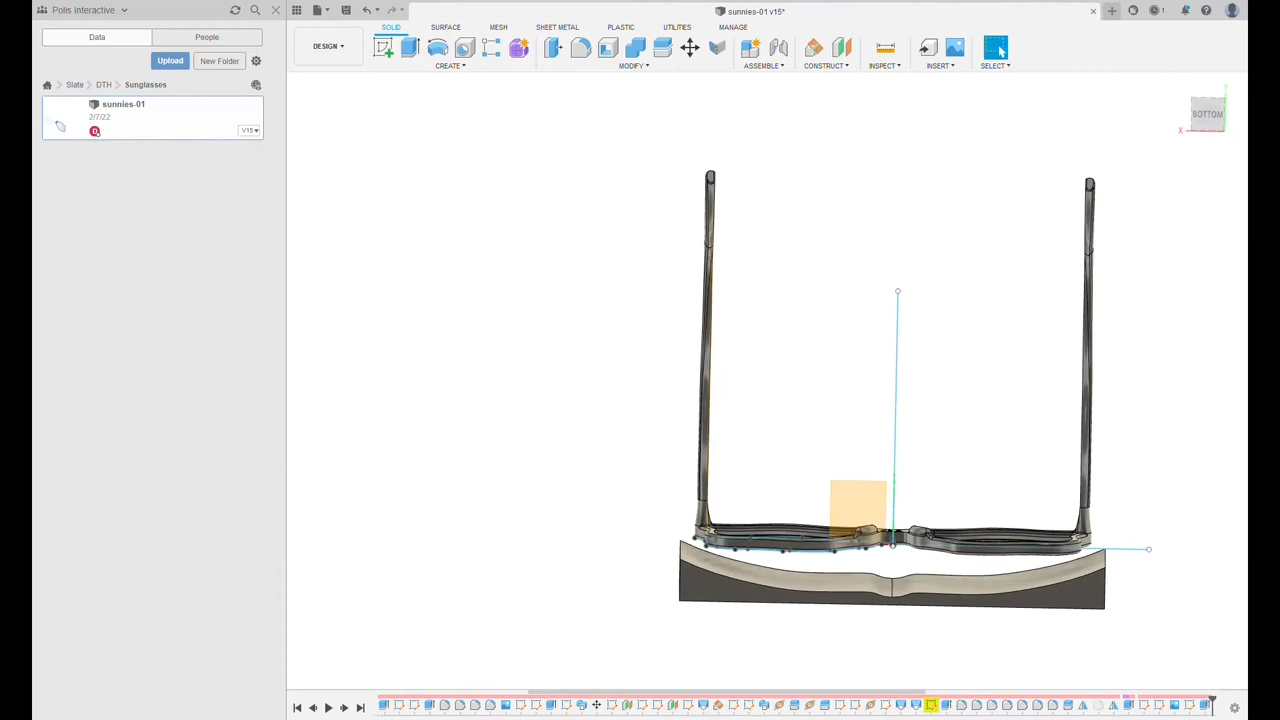 Polis Interactive
sunnies-01 v15*
1
Data
People
Upload
New Folder
Slate
DTH
Sunglasses
sunnies-01
2/7/22
D
V15
SOLID
SURFACE
MESH
SHEET METAL
PLASTIC
UTILITIES
MANAGE
DESIGN
CREATE
MODIFY
ASSEMBLE
CONSTRUCT
INSPECT
INSERT
SELECT
BOTTOM
X